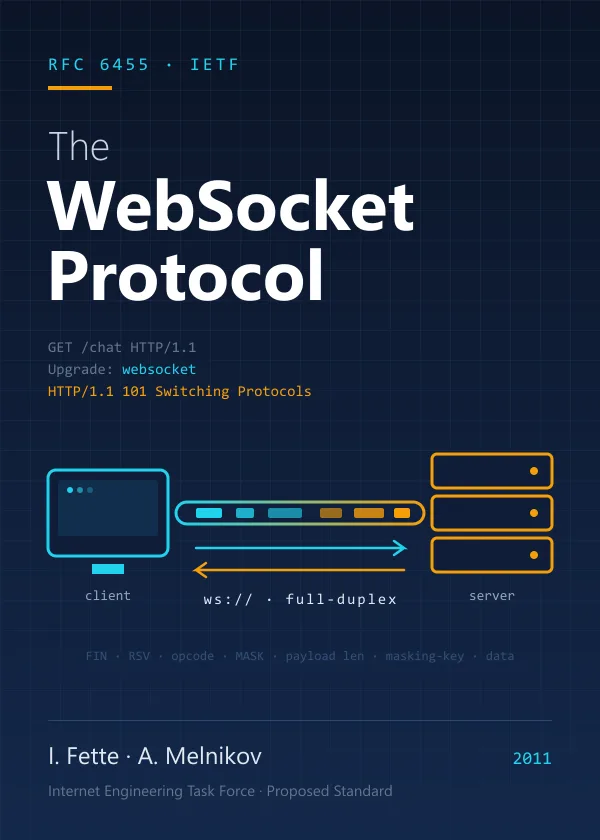 RFC 6455 · IETF
The
WebSocket
Protocol
GET /chat HTTP/1.1
Upgrade: websocket
HTTP/1.1 101 Switching Protocols
client
ws:// · full-duplex
server
FIN · RSV · opcode · MASK · payload len · masking-key · data
I. Fette · A. Melnikov
2011
Internet Engineering Task Force · Proposed Standard